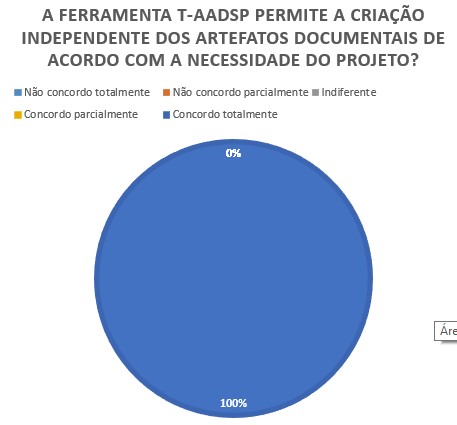 A FERRAMENTA T-AADSP PERMITE A CRIAÇÃO
INDEPENDENTE DOS ARTEFATOS DOCUMENTAIS DE
ACORDO COM A NECESSIDADE DO PROJETO?
Não concordo totalmente Não concordo parcialmente Indiferente
Concordo parcialmente Concordo totalmente
0%
Áre
100%